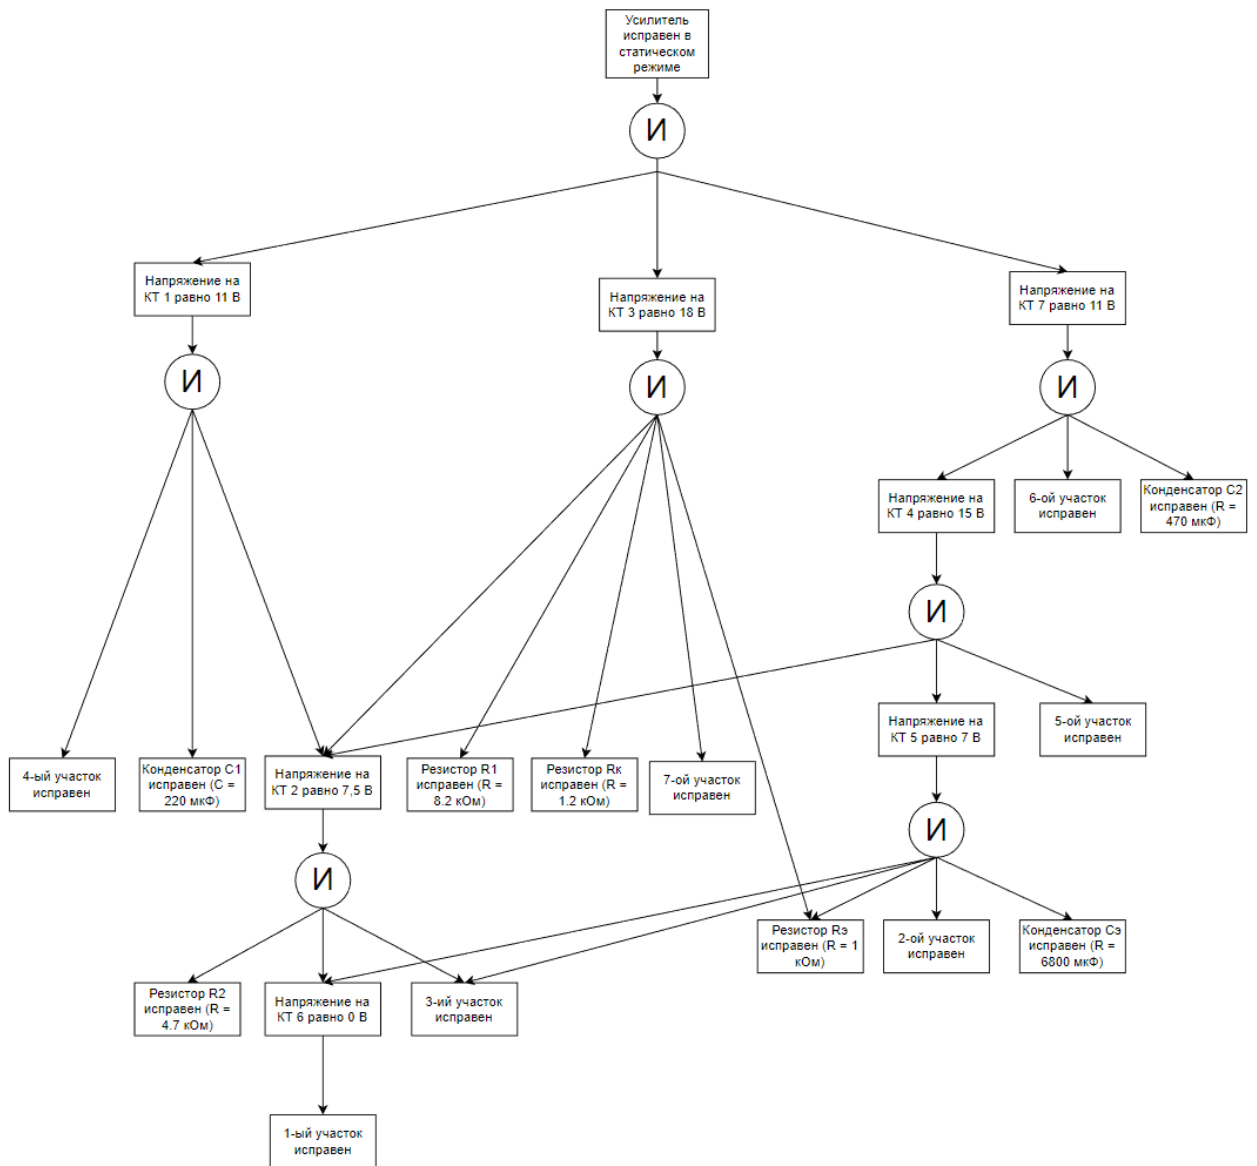 Усилитель
исправен в
статическом
режиме
И
Напряжение на
КТ 1 равно 11 В
Напряжение на
КТ 3 равно 18 В
Напряжение на
КТ 7 равно 11 В
И
И
И
Напряжение на
КТ 4 равно 15 В
6-ой участок
исправен
Конденсатор С2
исправен (R =
470 мкФ)
И
Напряжение на
КТ 5 равно 7 В
5-ой участок
исправен
4-ый участок
исправен
Конденсатор С1
исправен (С =
220 мкФ)
Напряжение на
КТ 2 равно 7,5 В
Резистор R1
исправен (R =
8.2 кОм)
Резистор Rк
исправен (R =
1.2 кОм)
7-ой участок
исправен
И
И
Резистор Rэ
исправен (R = 1
кОм)
2-ой участок
исправен
Конденсатор Сэ
исправен (R =
6800 мкФ)
Резистор R2
исправен (R =
4.7 кОм)
Напряжение на
КТ 6 равно 0 В
3-ий участок
исправен
1-ый участок
исправен